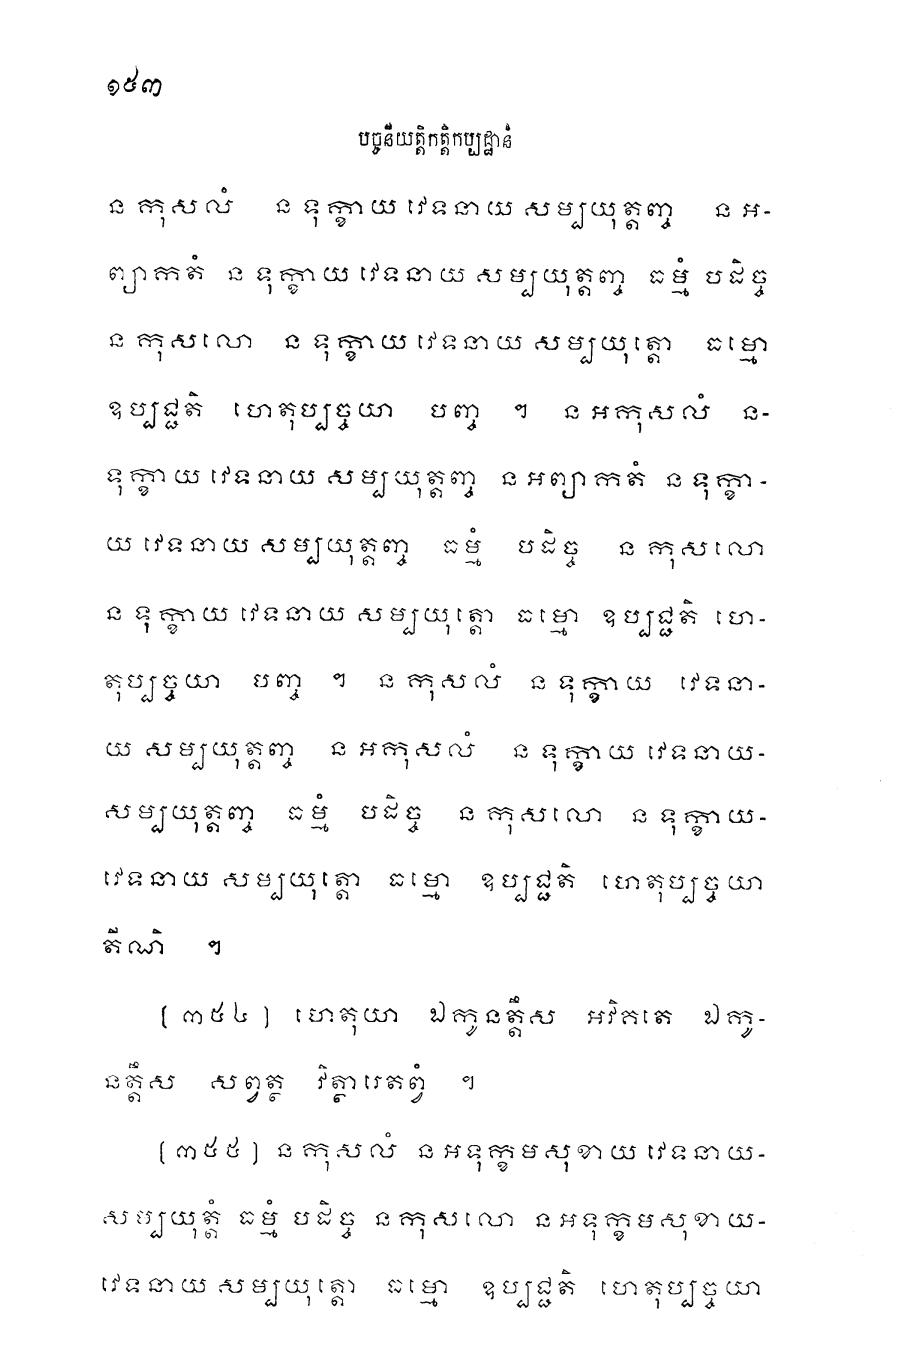 ១៥៣
បច្ចនីយត្តិកត្តិកប្បដ្ឋានំ
ន កុសលំ ន ទុក្ខាយ វេទនាយ សម្បយុត្តញ្ច ន អ-
ព្យាកតំ ន ទុក្ខាយ វេទនាយ សម្បយុត្តញ្ច ធម្មំ បដិច្ច
ន កុសលោ ន ទុក្ខាយ វេទនាយ សម្បយុត្តោ ធម្មោ
ឧប្បជ្ជតិ ហេតុប្បច្ចយា បញ្ច ។ ន អកុសលំ ន-
ទុក្ខាយ វេទនាយ សម្បយុត្តញ្ច ន អព្យាកតំ ន ទុក្ខា-
យ វេទនាយ សម្បយុត្តញ្ច ធម្មំ បដិច្ច ន កុសលោ
ន ទុក្ខាយ វេទនាយ សម្បយុត្តោ ធម្មោ ឧប្បជ្ជតិ ហេ-
តុប្បច្ចយា បញ្ច ។ ន កុសលំ ន ទុក្ខាយ វេទនា-
យ សម្បយុត្តញ្ច ន អកុសលំ ន ទុក្ខាយ វេទនាយ-
សម្បយុត្តញ្ច ធម្មំ បដិច្ច ន កុសលោ ន ទុក្ខាយ-
វេទនាយ សម្បយុត្តោ ធម្មោ ឧប្បជ្ជតិ ហេតុប្បច្ចយា
តីណិ ។
[៣៥៤] ហេតុយា ឯកូនត្តឹស អវិគតេ ឯកូ-
នត្តឹស សព្វត្ថ វិត្ថារេតព្វំ ។
[៣៥៥] ន កុសលំ ន អទុក្ខមសុខាយ វេទនាយ-
សម្បយុត្តំ ធម្មំ បដិច្ច ន កុសលោ ន អទុក្ខមសុខាយ-
វេទនាយ សម្បយុត្តោ ធម្មោ ឧប្បជ្ជតិ ហេតុប្បច្ចយា